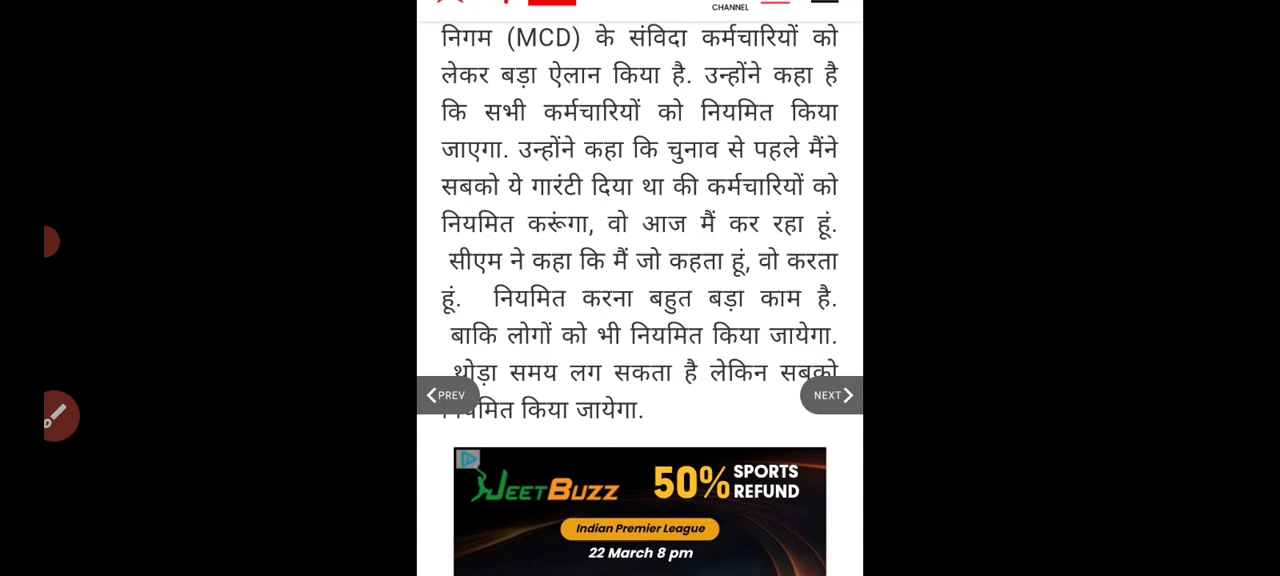 CHANNEL
निगम (MCD) के संविदा कर्मचारियों को
लेकर बड़ा ऐलान किया है. उन्होंने कहा है
कि सभी कर्मचारियों को नियमित किया
जाएगा. उन्होंने कहा कि चुनाव से पहले मैंने
सबको ये गारंटी दिया था की कर्मचारियों को
नियमित करूंगा, वो आज मैं कर रहा हूं.
सीएम ने कहा कि मैं जो कहता हूं, वो करता
हूं. नियमित करना बहुत बड़ा काम है.
बाकि लोगों को भी नियमित किया जायेगा.
थोड़ा समय लग सकता है लेकिन सबको
PREV
NEXT
नियमित किया जायेगा.
JEETBUZZ
50% SPORTS REFUND
Indian Premier League
22 March 8 pm